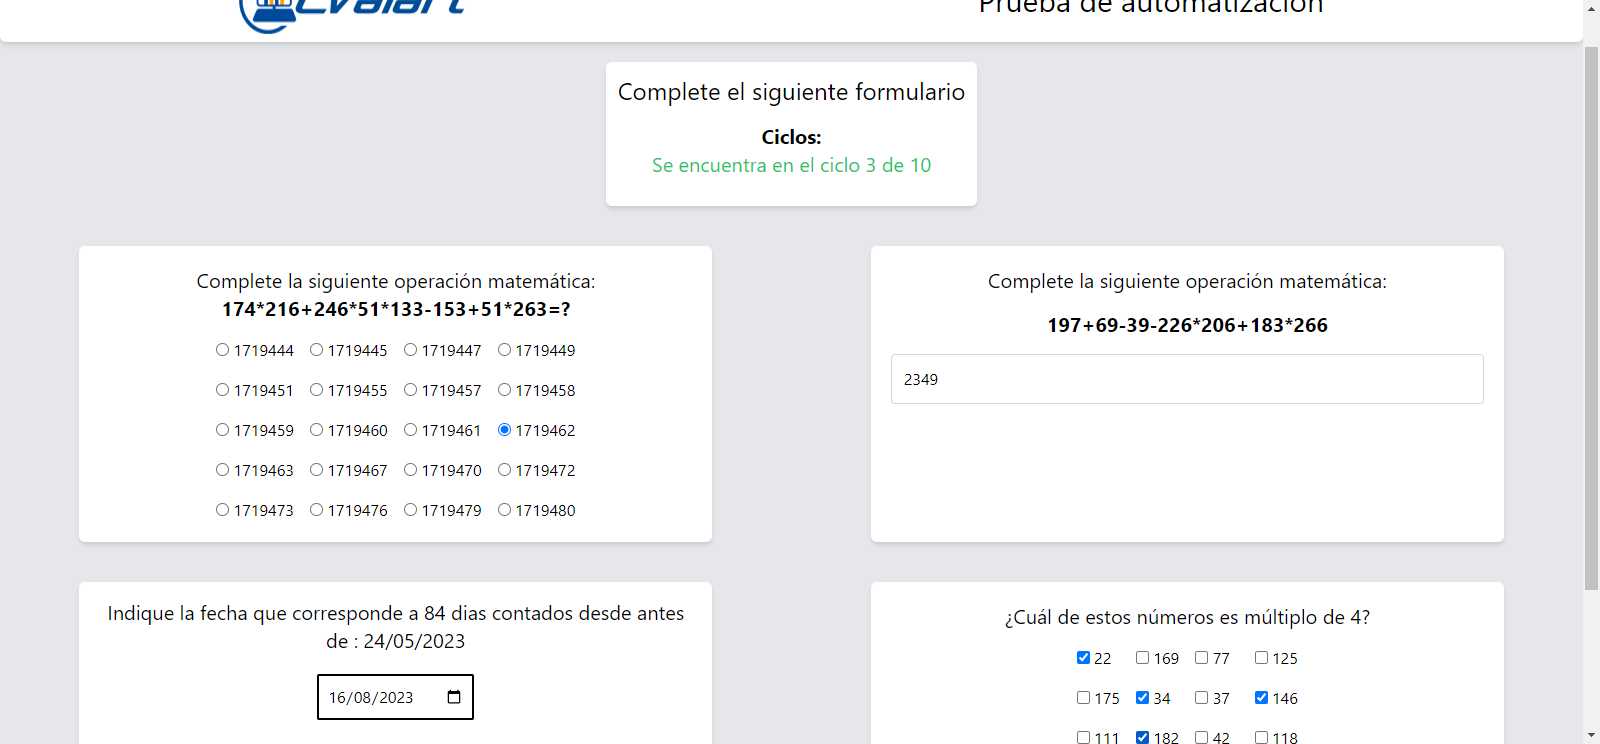 Evalart
Prueba de automatización
Complete el siguiente formulario
Ciclos:
Se encuentra en el ciclo 3 de 10
Complete la siguiente operación matemática:
174*216+246*51*133-153+51*263=?
1719444 1719445 1719447 1719449
1719451 1719455 1719457 1719458
1719459 1719460 1719461 1719462
1719463 1719467 1719470 1719472
1719473 1719476 1719479 1719480
Complete la siguiente operación matemática:
197+69-39-226*206+183*266
2349
Indique la fecha que corresponde a 84 dias contados desde antes
de : 24/05/2023
16/08/2023
¿Cuál de estos números es múltiplo de 4?
22 169 77 125
175 34 37 146
111 182 42 118